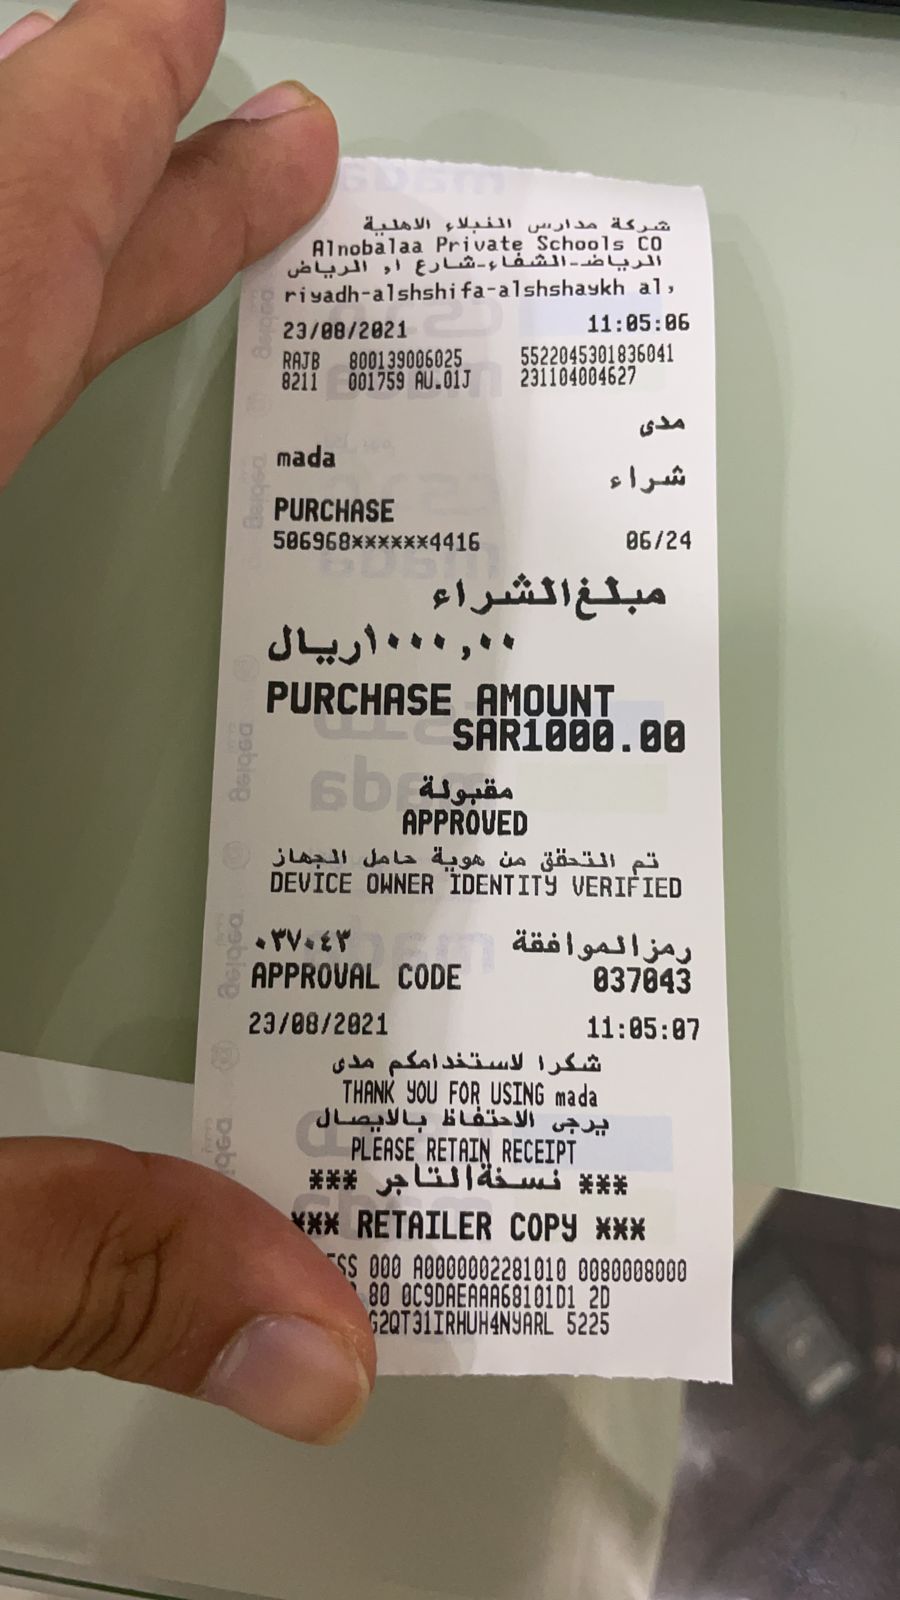 شركة مدارس النبلاء الاهلية
Alnobalaa Private Schools CO
الرياض-الشفاء-شارع ا, الرياض
riyadh-alshshifa-alshshaykh al,
23/08/2021 11:05:06
RAJB 800139006025 5522045301836041
8211 001759 AU.01J 231104004627
مدى
mada
شراء
PURCHASE
506968******4416 06/24
مبلغ الشراء
١٠٠٠,٠٠ ريال
PURCHASE AMOUNT
SAR1000.00
مقبولة
APPROVED
تم التحقق من هوية حامل الجهاز
DEVICE OWNER IDENTITY VERIFIED
رمز الموافقة ٠٣٧٠٤٣
APPROVAL CODE 037043
23/08/2021 11:05:07
شكرا لاستخدامكم مدى
THANK YOU FOR USING mada
يرجى الاحتفاظ بالايصال
PLEASE RETAIN RECEIPT
*** نسخة التاجر ***
*** RETAILER COPY ***
000 A0000002281010 0080008000
80 0C9DAEAAA68101D1 2D
5225